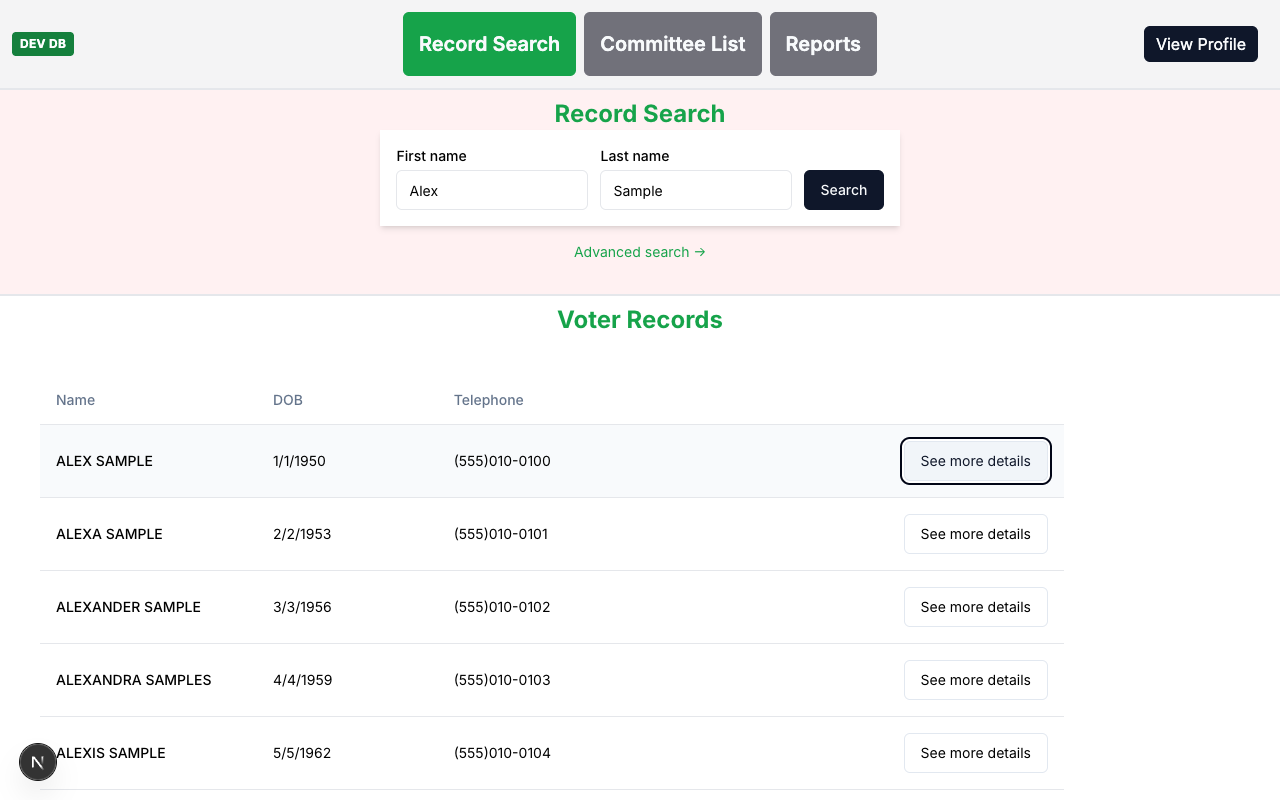 DEV DB
Record Search
Committee List
Reports
View Profile
Record Search
First name
Last name
Alex
Sample
Search
Advanced search →
Voter Records
Name DOB Telephone
ALEX SAMPLE 1/1/1950 (555)010-0100 See more details
ALEXA SAMPLE 2/2/1953 (555)010-0101 See more details
ALEXANDER SAMPLE 3/3/1956 (555)010-0102 See more details
ALEXANDRA SAMPLES 4/4/1959 (555)010-0103 See more details
ALEXIS SAMPLE 5/5/1962 (555)010-0104 See more details
N